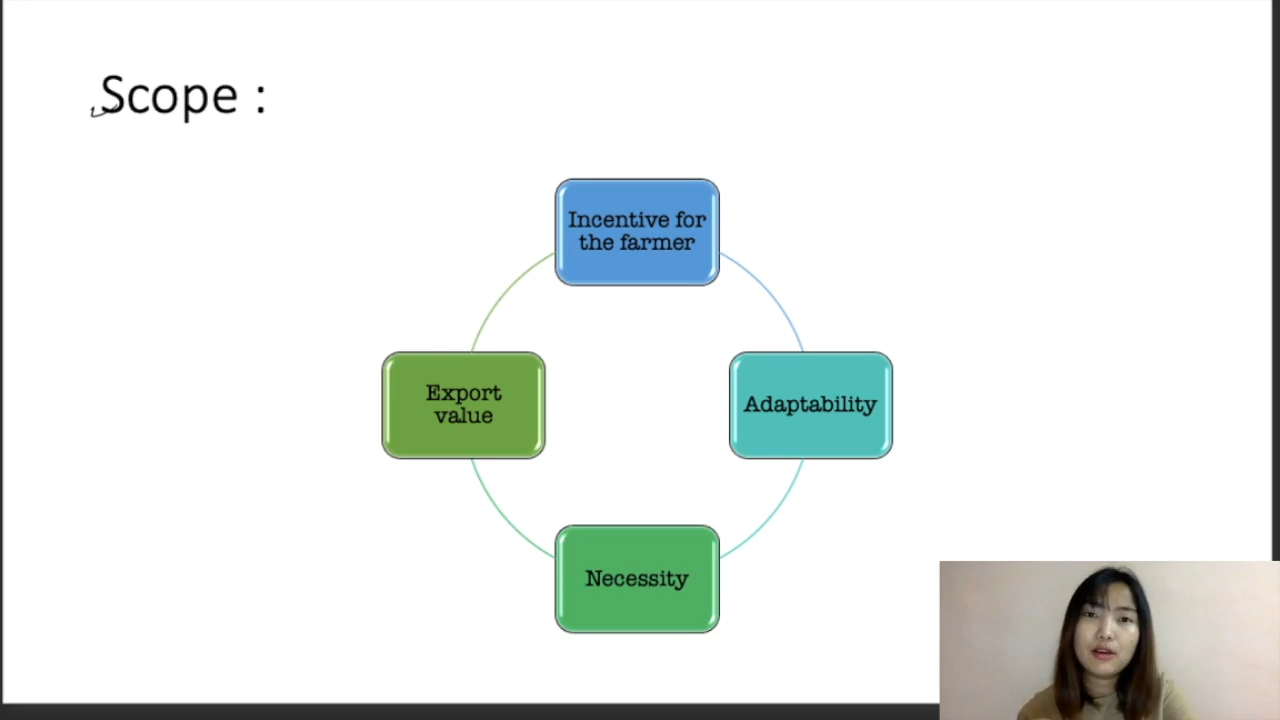 Scope :
Incentive for
the farmer
Export
value
Adaptability
Necessity